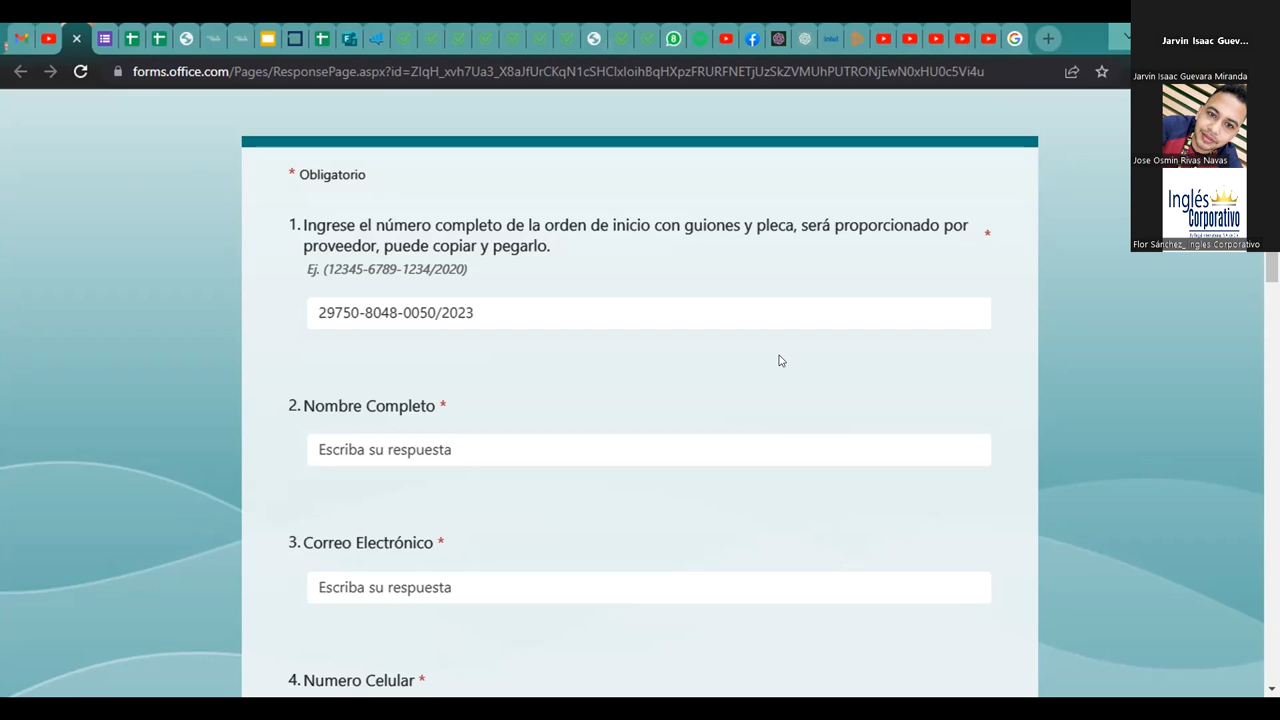 Jarvin Isaac Guev...
forms.office.com/Pages/ResponsePage.aspx?id=ZIqH_xvh7Ua3_X8aJfUrCKqN1cSHClxIoihBqHXpzFRURFNETjUzSkZVMUhPUTRONjEwN0xHU0c5Vi4u
Jarvin Isaac Guevara Miranda
Jose Osmin Rivas Navas
Inglés
Corporativo
Flor Sánchez_ Inglés Corporativo
* Obligatorio
1. Ingrese el número completo de la orden de inicio con guiones y pleca, será proporcionado por
proveedor, puede copiar y pegarlo. *
Ej. (12345-6789-1234/2020)
29750-8048-0050/2023
2. Nombre Completo *
Escriba su respuesta
3. Correo Electrónico *
Escriba su respuesta
4. Numero Celular *